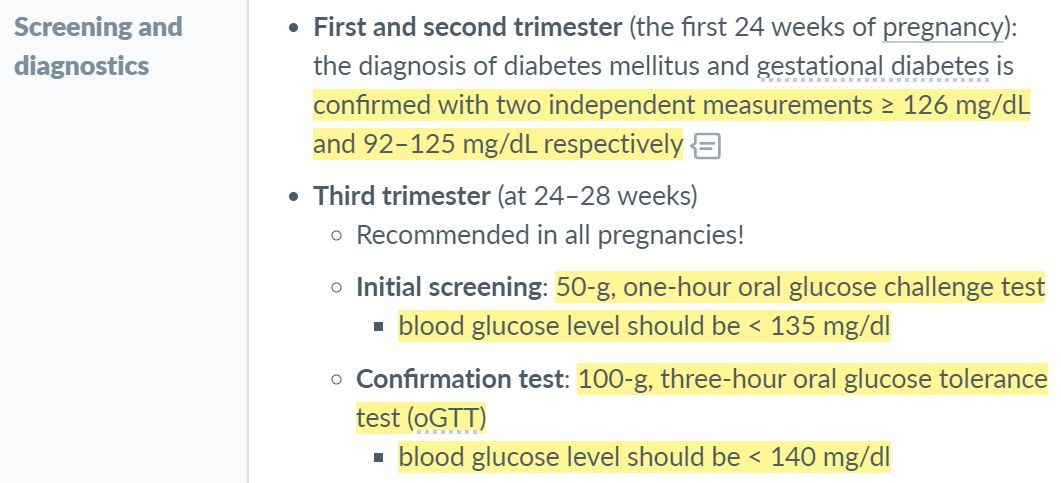 Screening and
diagnostics
• First and second trimester (the first 24 weeks of pregnancy):
the diagnosis of diabetes mellitus and gestational diabetes is
confirmed with two independent measurements ≥ 126 mg/dL
and 92–125 mg/dL respectively
• Third trimester (at 24–28 weeks)
◦ Recommended in all pregnancies!
◦ Initial screening: 50-g, one-hour oral glucose challenge test
▪ blood glucose level should be < 135 mg/dl
◦ Confirmation test: 100-g, three-hour oral glucose tolerance
test (oGTT)
▪ blood glucose level should be < 140 mg/dl